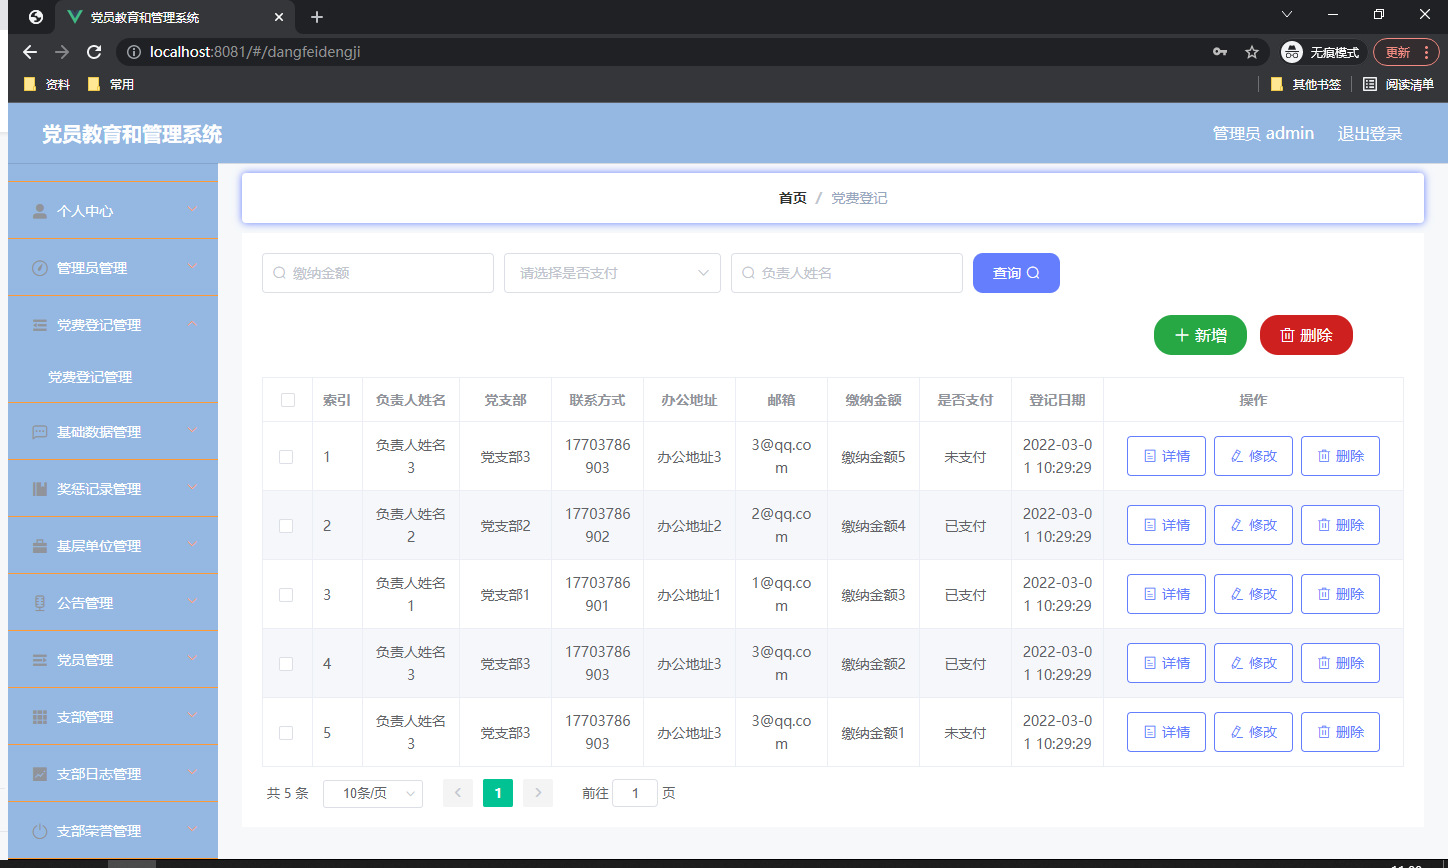 党员教育和管理系统
localhost:8081/#/dangfeidengji
无痕模式
更新
资料
常用
其他书签
阅读清单
党员教育和管理系统
管理员 admin
退出登录
个人中心
管理员管理
党费登记管理
党费登记管理
基础数据管理
奖惩记录管理
基层单位管理
公告管理
党员管理
支部管理
支部日志管理
支部荣誉管理
首页 / 党费登记
缴纳金额
请选择是否支付
负责人姓名
查询
新增
删除
索引 负责人姓名 党支部 联系方式 办公地址 邮箱 缴纳金额 是否支付 登记日期 操作
1 负责人姓名3 党支部3 17703786903 办公地址3 3@qq.com 缴纳金额5 未支付 2022-03-01 10:29:29 详情 修改 删除
2 负责人姓名2 党支部2 17703786902 办公地址2 2@qq.com 缴纳金额4 已支付 2022-03-01 10:29:29 详情 修改 删除
3 负责人姓名1 党支部1 17703786901 办公地址1 1@qq.com 缴纳金额3 已支付 2022-03-01 10:29:29 详情 修改 删除
4 负责人姓名3 党支部3 17703786903 办公地址3 3@qq.com 缴纳金额2 已支付 2022-03-01 10:29:29 详情 修改 删除
5 负责人姓名3 党支部3 17703786903 办公地址3 3@qq.com 缴纳金额1 未支付 2022-03-01 10:29:29 详情 修改 删除
共 5 条
10条/页
1
前往 1 页